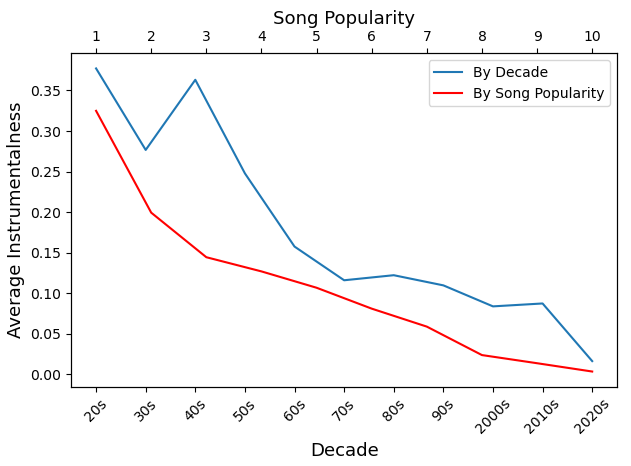 Song Popularity
1 2 3 4 5 6 7 8 9 10
By Decade
By Song Popularity
Average Instrumentalness
0.35
0.30
0.25
0.20
0.15
0.10
0.05
0.00
20s 30s 40s 50s 60s 70s 80s 90s 2000s 2010s 2020s
Decade